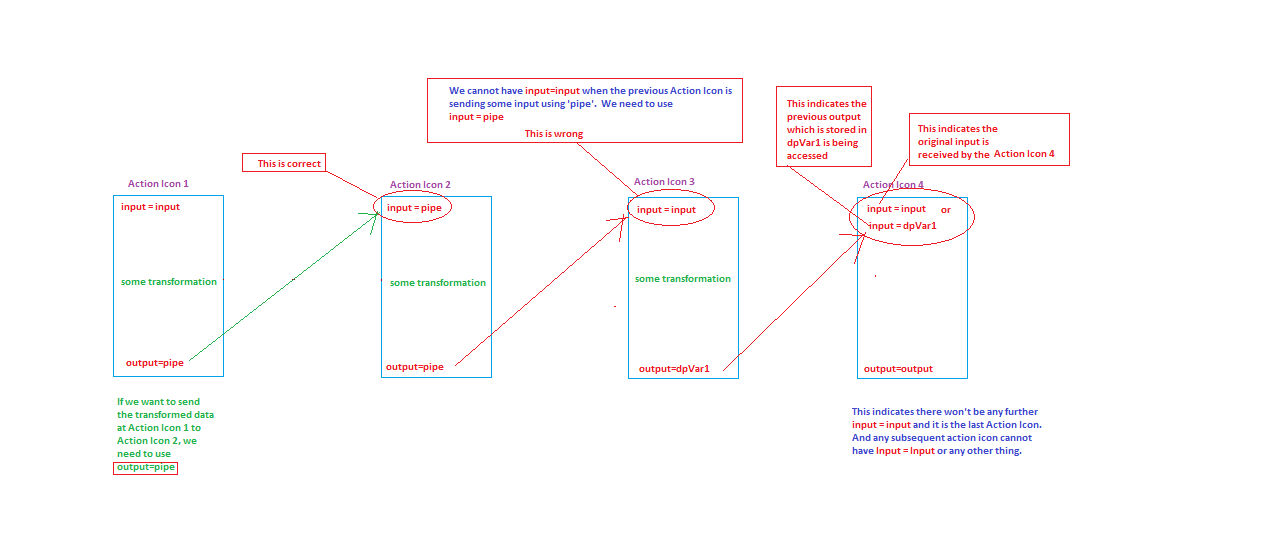 We cannot have input=input when the previous Action Icon is
sending some input using 'pipe'. We need to use
input = pipe
This is wrong
This indicates the
previous output
which is stored in
dpVar1 is being
accessed
This indicates the
original input is
received by the Action Icon 4
This is correct
Action Icon 1
input = input
some transformation
output=pipe
If we want to send
the transformed data
at Action Icon 1 to
Action Icon 2, we
need to use
output=pipe
Action Icon 2
input = pipe
some transformation
output=pipe
Action Icon 3
input = input
some transformation
output=dpVar1
Action Icon 4
input = input or
input = dpVar1
output=output
This indicates there won't be any further
input = input and it is the last Action Icon.
And any subsequent action icon cannot
have Input = Input or any other thing.